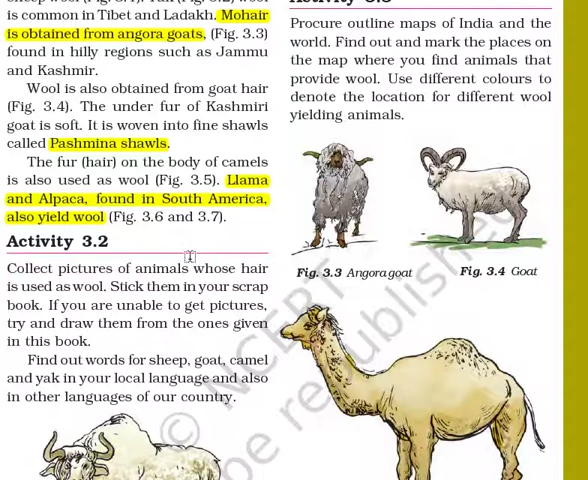 is common in Tibet and Ladakh. Mohair
is obtained from angora goats, (Fig. 3.3)
found in hilly regions such as Jammu
and Kashmir.
Wool is also obtained from goat hair
(Fig. 3.4). The under fur of Kashmiri
goat is soft. It is woven into fine shawls
called Pashmina shawls.
The fur (hair) on the body of camels
is also used as wool (Fig. 3.5). Llama
and Alpaca, found in South America,
also yield wool (Fig. 3.6 and 3.7).
Activity 3.2
Collect pictures of animals whose hair
is used as wool. Stick them in your scrap
book. If you are unable to get pictures,
try and draw them from the ones given
in this book.
Find out words for sheep, goat, camel
and yak in your local language and also
in other languages of our country.
Procure outline maps of India and the
world. Find out and mark the places on
the map where you find animals that
provide wool. Use different colours to
denote the location for different wool
yielding animals.
Fig. 3.3 Angora goat
Fig. 3.4 Goat
© NCERT
be republished